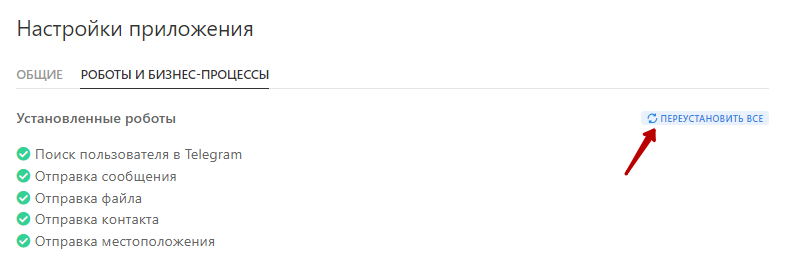 Настройки приложения
ОБЩИЕ РОБОТЫ И БИЗНЕС-ПРОЦЕССЫ
Установленные роботы ПЕРЕУСТАНОВИТЬ ВСЕ
Поиск пользователя в Telegram
Отправка сообщения
Отправка файла
Отправка контакта
Отправка местоположения